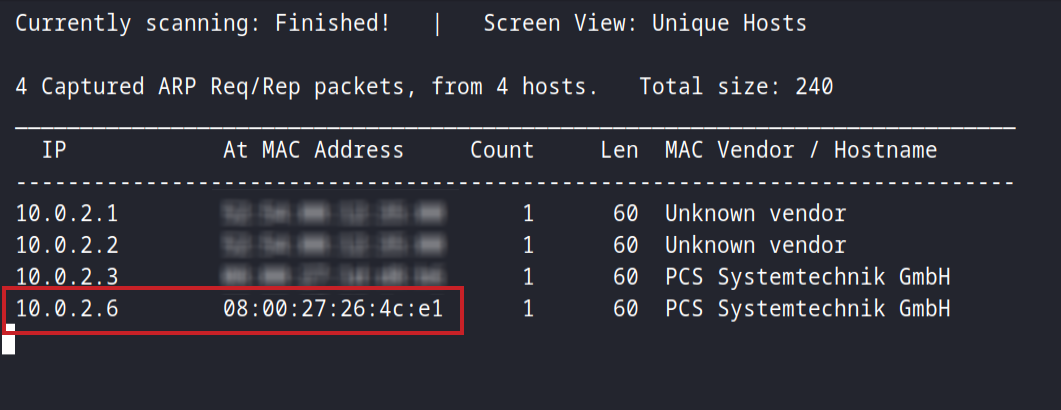 Currently scanning: Finished!   |   Screen View: Unique Hosts
4 Captured ARP Req/Rep packets, from 4 hosts.   Total size: 240
IP            At MAC Address     Count     Len  MAC Vendor / Hostname
10.0.2.1      1      60  Unknown vendor
10.0.2.2      1      60  Unknown vendor
10.0.2.3      1      60  PCS Systemtechnik GmbH
10.0.2.6        08:00:27:26:4c:e1      1      60  PCS Systemtechnik GmbH